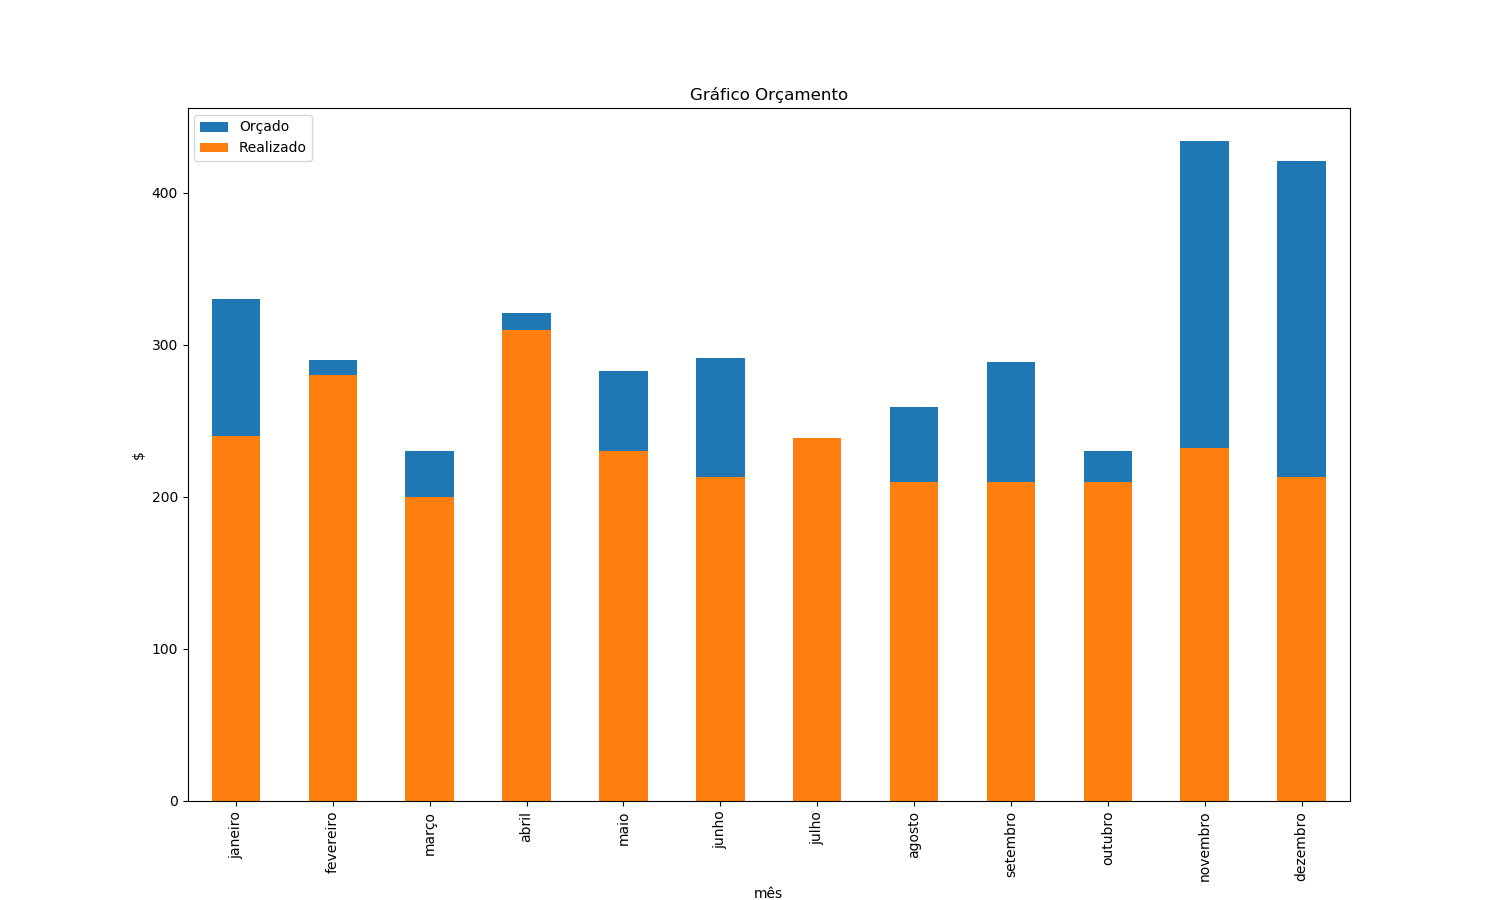 Gráfico Orçamento
Orçado
Realizado
400
300
200
100
0
$
janeiro
fevereiro
março
abril
maio
junho
julho
agosto
setembro
outubro
novembro
dezembro
mês